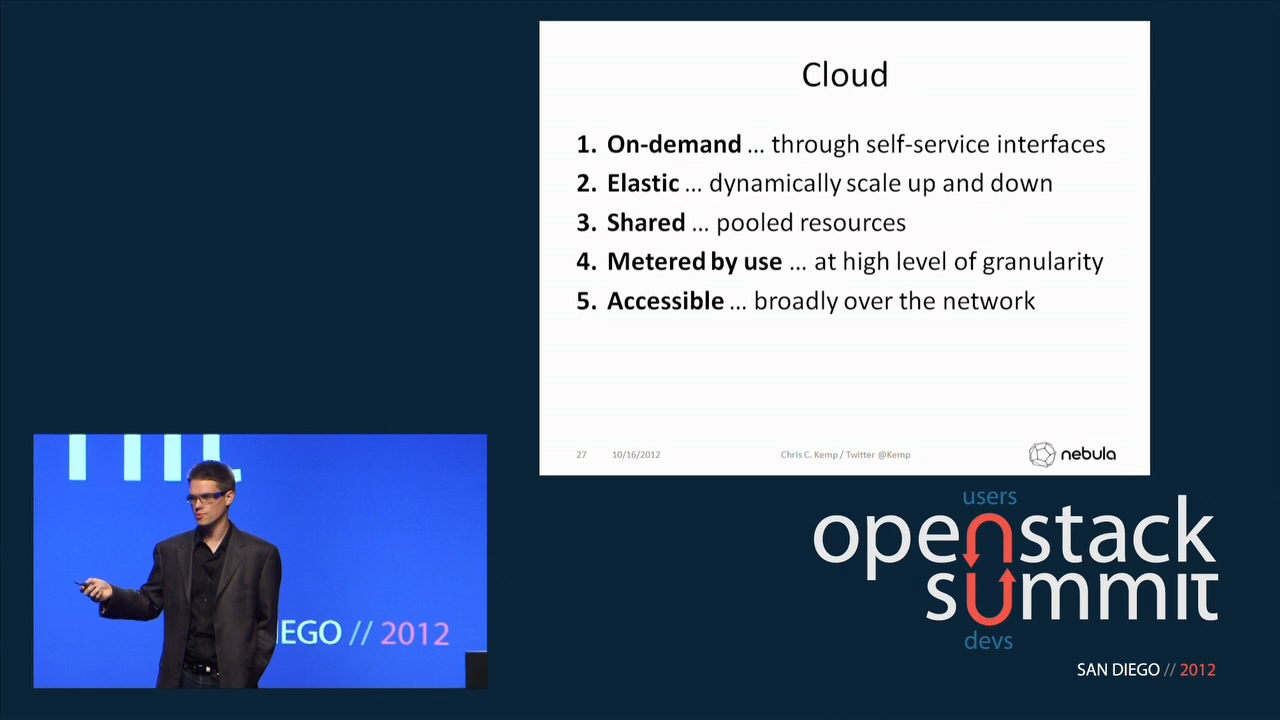 Cloud
1. On-demand ... through self-service interfaces
2. Elastic ... dynamically scale up and down
3. Shared ... pooled resources
4. Metered by use ... at high level of granularity
5. Accessible ... broadly over the network
27 10/16/2012 Chris C. Kemp / Twitter @Kemp nebula
EGO // 2012
users
openstack
summit
devs
SAN DIEGO // 2012